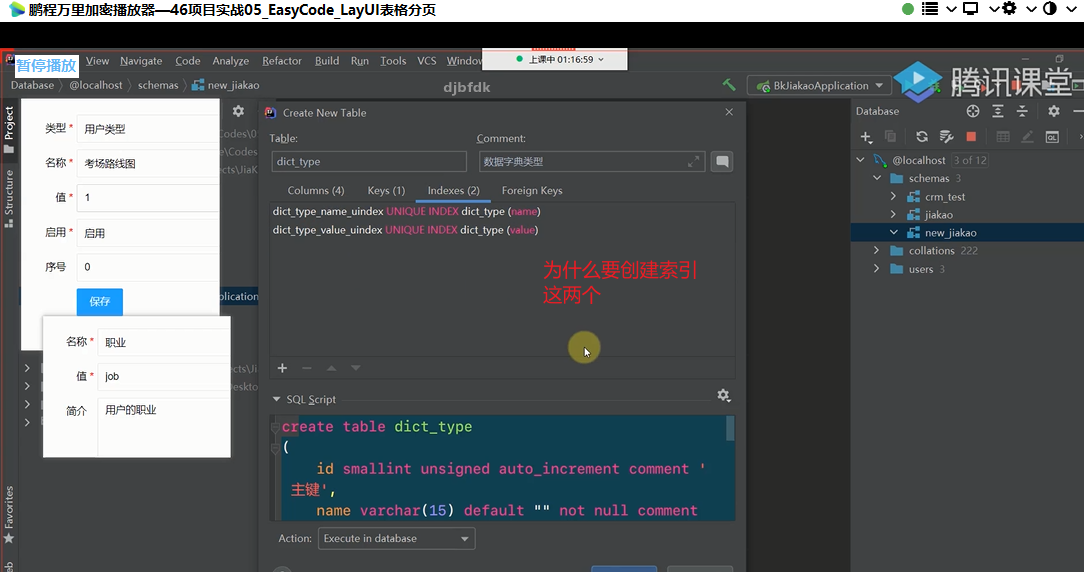 鹏程万里加密播放器—46项目实战05_EasyCode_LayUI表格分页
暂停播放
View Navigate Code Analyze Refactor Build Run Tools VCS Window
上课中 01:16:59
Database @localhost schemas new_jiakao
djbfdk
BkJiakaoApplication
腾讯课堂
Project
Structure
Favorites
类型* 用户类型
名称* 考场路线图
值* 1
启用* 启用
序号 0
保存
名称* 职业
值* job
简介 用户的职业
Create New Table
Table: Comment:
dict_type 数据字典类型
Columns (4) Keys (1) Indexes (2) Foreign Keys
dict_type_name_uindex UNIQUE INDEX dict_type (name)
dict_type_value_uindex UNIQUE INDEX dict_type (value)
为什么要创建索引
这两个
SQL Script
create table dict_type
(
id smallint unsigned auto_increment comment '
主键',
name varchar(15) default "" not null comment
Action: Execute in database
Database
@localhost 3 of 12
schemas 3
crm_test
jiakao
new_jiakao
collations 222
users 3